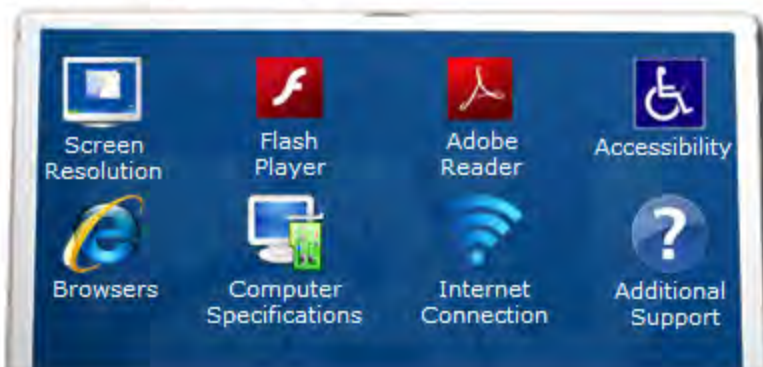 Screen
Resolution
Flash
Player
Adobe
Reader
Accessibility
Browsers
Computer
Specifications
Internet
Connection
?
Additional
Support